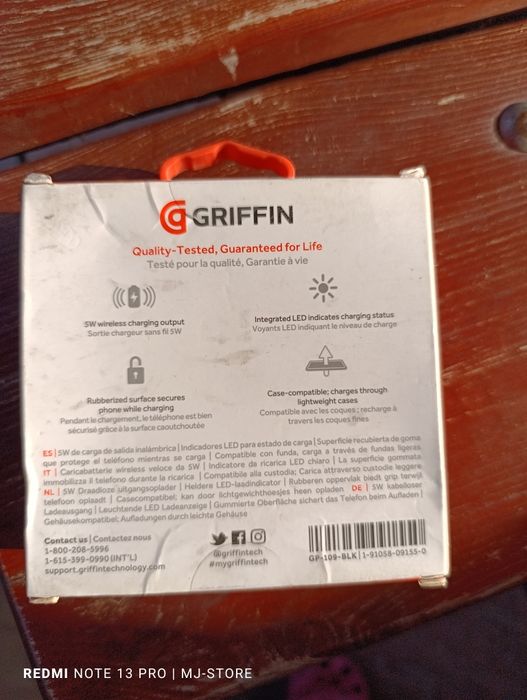 GRIFFIN
Quality-Tested, Guaranteed for Life
Testé pour la qualité, Garantie à vie
5W wireless charging output
Sortie chargeur sans fil 5W
Integrated LED indicates charging status
Voyants LED indiquant le niveau de charge
Rubberized surface secures
phone while charging
Pendant le chargement, le téléphone est bien
sécurisé grâce à la surface caoutchoutée
Case-compatible; charges through
lightweight cases
Compatible avec les coques; recharge à
travers les coques fines
ES | 5W de carga de salida inalámbrica | Indicadores LED para estado de carga | Superficie recubierta de goma
que protege el teléfono mientras se carga | Compatible con funda, carga a través de fundas ligeras
IT | Caricabatterie wireless veloce da 5W | Indicatore di ricarica LED chiaro | La superficie gommata
immobilizza il telefono durante la ricarica | Compatibile alla custodia; Carica attraverso custodie leggere
NL | 5W Draadloze uitgangsoplader | Heldere LED-laadindicator | Rubberen oppervlak biedt grip terwijl
telefoon oplaadt | Casecompatibel; kan door lichtgewichthoesjes heen opladen DE | 5W kabelloser
Ladeausgang | Leuchtende LED Ladeanzeige | Gummierte Oberfläche sichert das Telefon beim Aufladen |
Gehäusekompatibel; Aufladungen durch leichte Gehäuse
Contact us | Contactez nous
1-800-208-5996
1-615-399-0990 (INT'L)
support.griffintechnology.com
@griffintech
#mygriffintech
GP-109-BLK | 1-91058-09155-0
REDMI NOTE 13 PRO | MJ-STORE